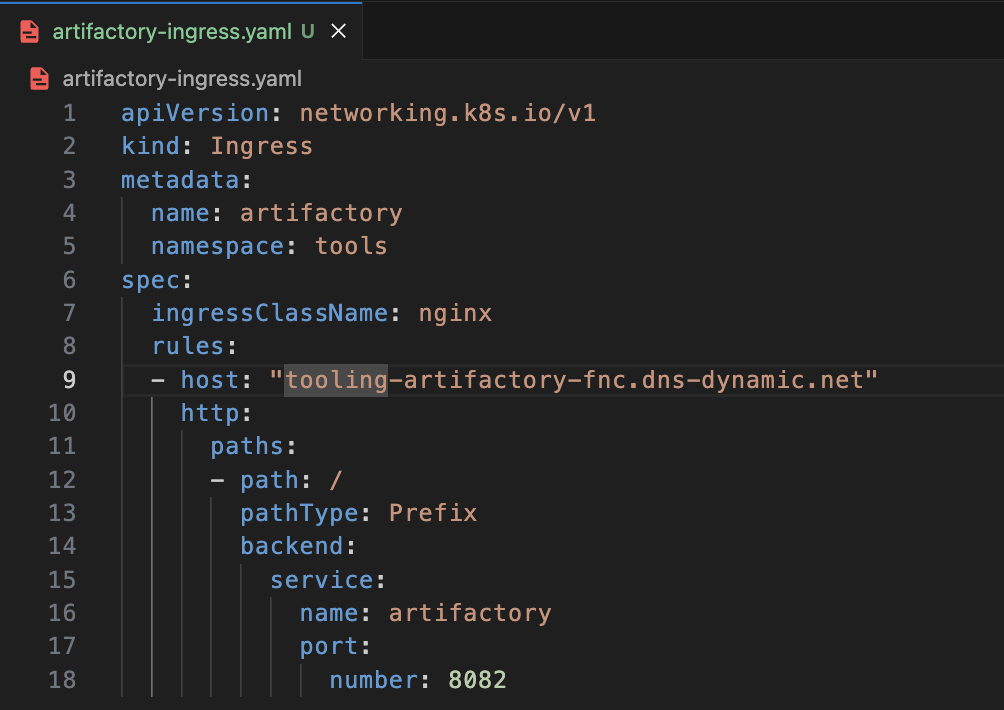 artifactory-ingress.yaml U ×
artifactory-ingress.yaml
1 apiVersion: networking.k8s.io/v1
2 kind: Ingress
3 metadata:
4   name: artifactory
5   namespace: tools
6 spec:
7   ingressClassName: nginx
8   rules:
9   - host: "tooling-artifactory-fnc.dns-dynamic.net"
10     http:
11       paths:
12       - path: /
13         pathType: Prefix
14         backend:
15           service:
16             name: artifactory
17             port:
18               number: 8082